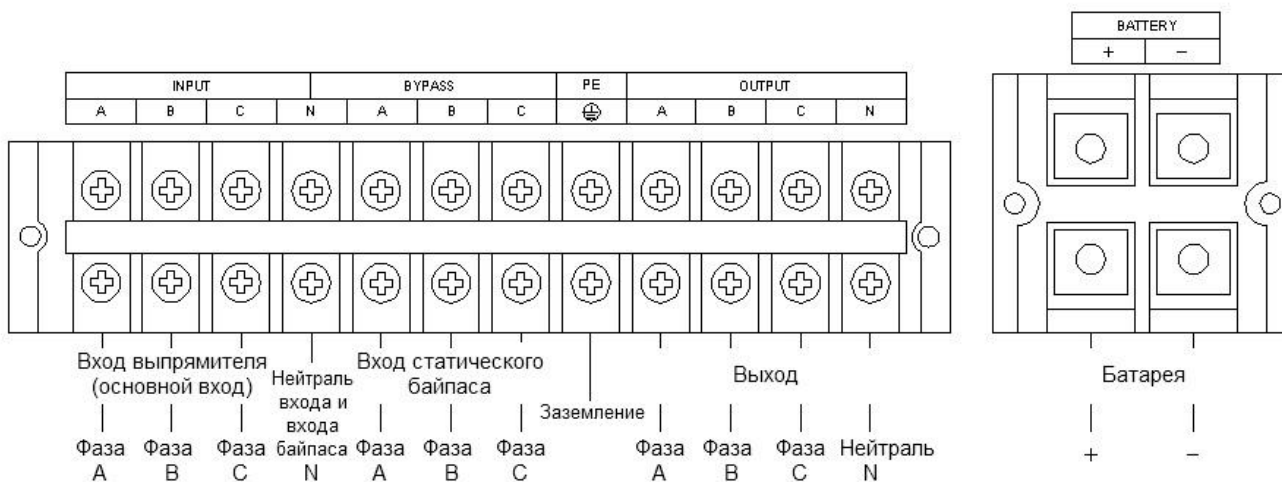 BATTERY
+ −
INPUT BYPASS PE OUTPUT
A B C N A B C A B C N
Вход выпрямителя
(основной вход)
Нейтраль
входа и
входа
байпаса
Вход статического
байпаса
Заземление
Выход
Батарея
Фаза Фаза Фаза Фаза Фаза Фаза Фаза Фаза Фаза Нейтраль
A B C N A B C A B C N
+ −